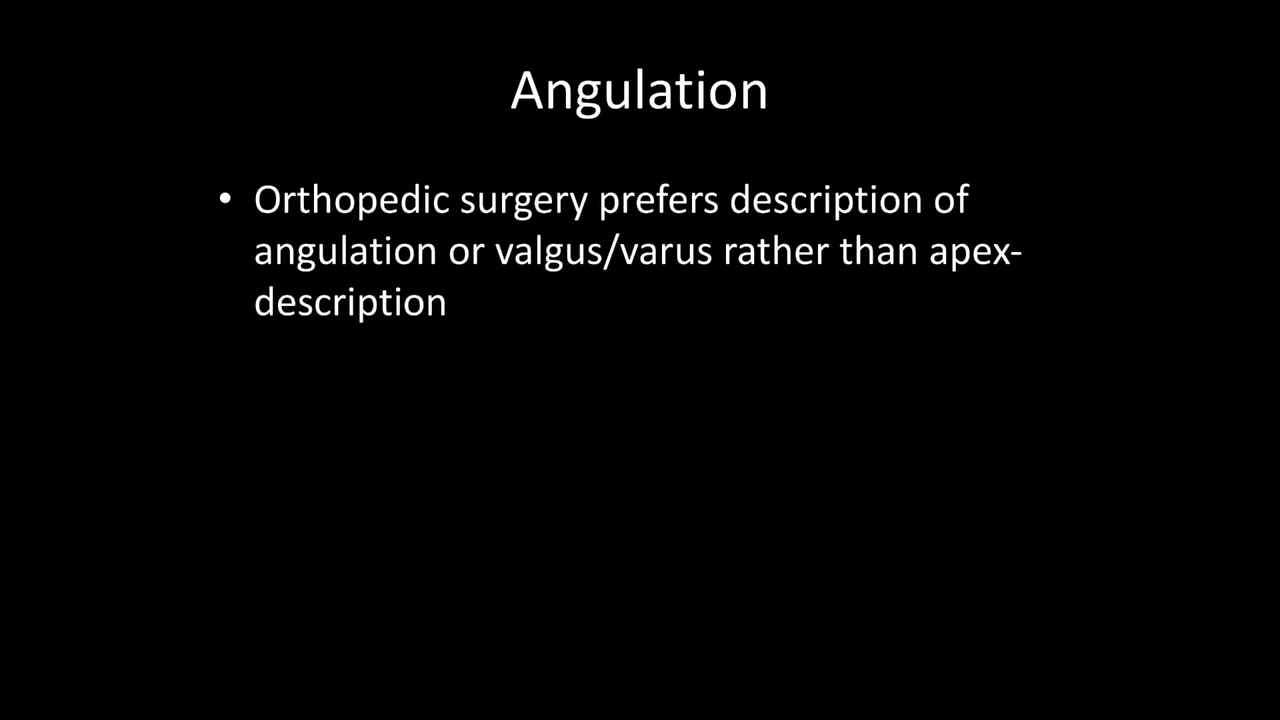 Angulation
• Orthopedic surgery prefers description of
angulation or valgus/varus rather than apex-
description